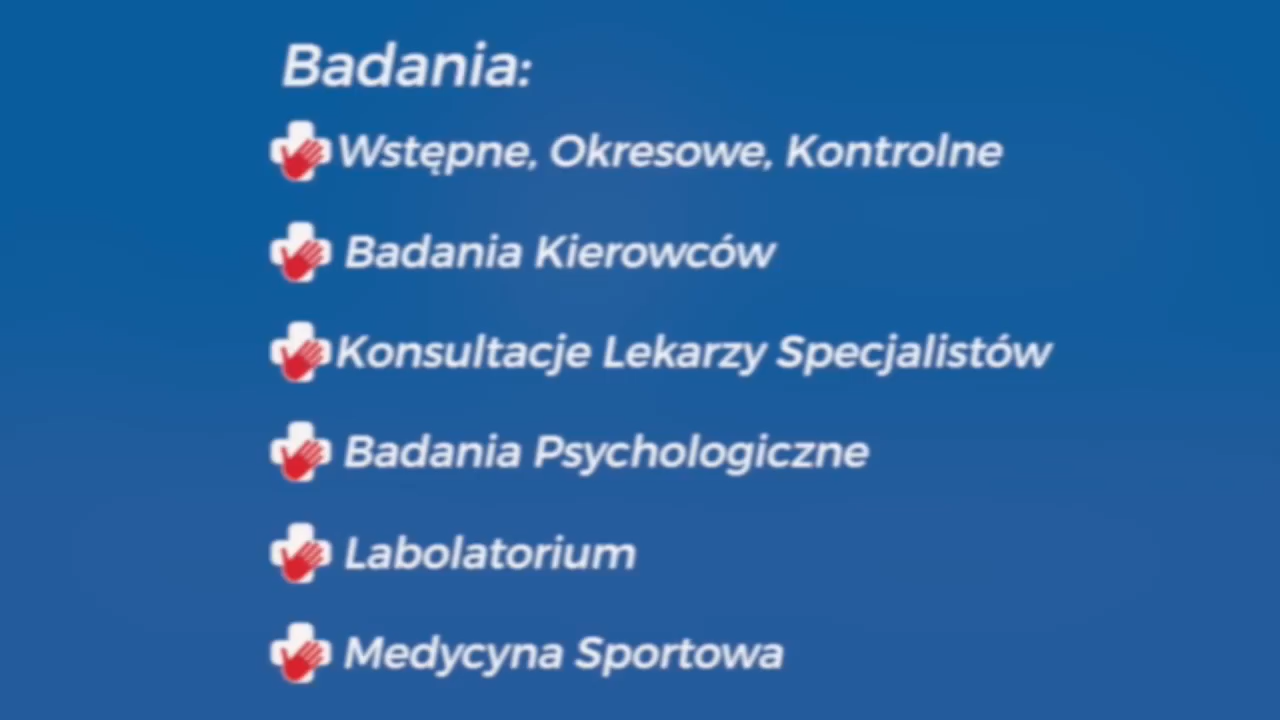 Badania:
Wstępne, Okresowe, Kontrolne
Badania Kierowców
Konsultacje Lekarzy Specjalistów
Badania Psychologiczne
Labolatorium
Medycyna Sportowa